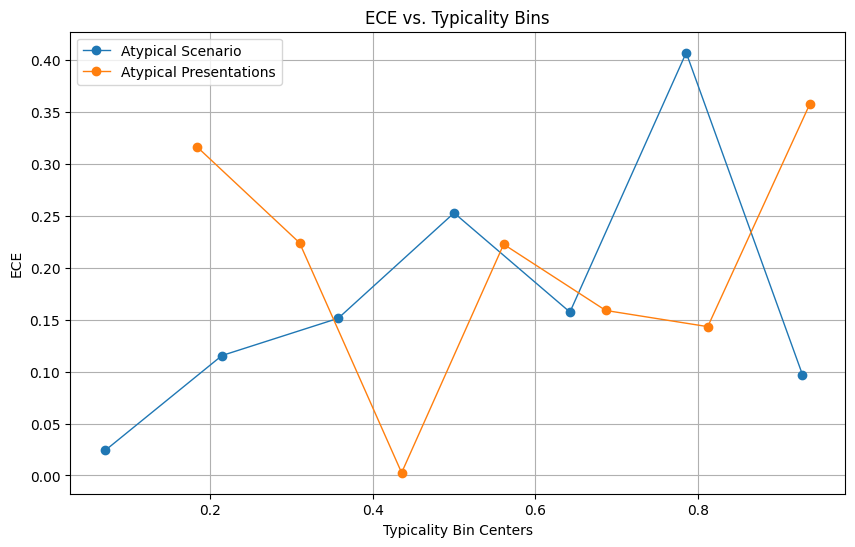 ECE vs. Typicality Bins
Atypical Scenario
Atypical Presentations
0.40
0.35
0.30
0.25
0.20
0.15
0.10
0.05
0.00
ECE
0.2 0.4 0.6 0.8
Typicality Bin Centers